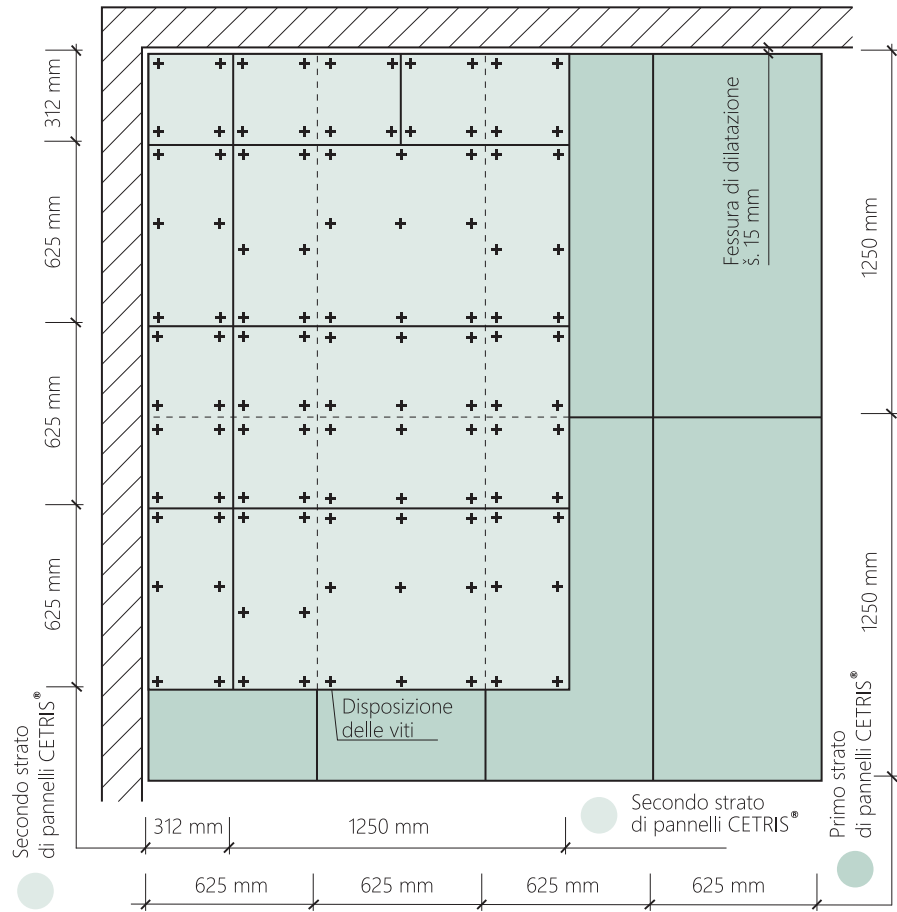 312 mm
625 mm
625 mm
625 mm
Fessura di dilatazione
š. 15 mm
1250 mm
1250 mm
Disposizione
delle viti
Secondo strato
di pannelli CETRIS®
Secondo strato
di pannelli CETRIS®
Primo strato
di pannelli CETRIS®
312 mm
1250 mm
625 mm
625 mm
625 mm
625 mm